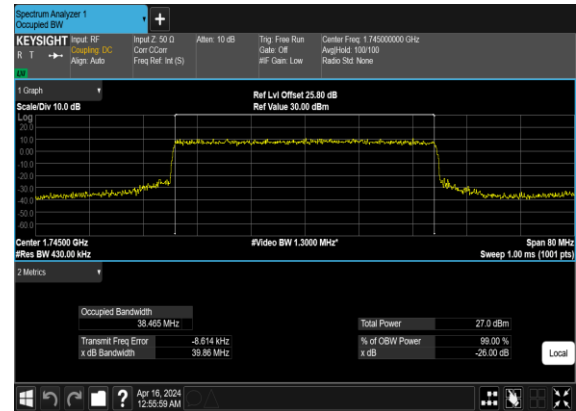 Spectrum Analyzer 1
Occupied BW
+
KEYSIGHT Input: RF Input Z: 50 Ω Atten: 10 dB Trig: Free Run Center Freq: 1.745000000 GHz
R T Coupling: DC Corr CCorr Gate: Off Avg|Hold: 100/100
Align: Auto Freq Ref: Int (S) #IF Gain: Low Radio Std: None
1 Graph
Ref Lvl Offset 25.80 dB
Scale/Div 10.0 dB Ref Value 30.00 dBm
Log
20.0
10.0
0.00
-10.0
-20.0
-30.0
-40.0
-50.0
-60.0
Center 1.74500 GHz #Video BW 1.3000 MHz* Span 80 MHz
#Res BW 430.00 kHz Sweep 1.00 ms (1001 pts)
2 Metrics
Occupied Bandwidth
38.465 MHz Total Power 27.0 dBm
Transmit Freq Error -8.614 kHz % of OBW Power 99.00 %
x dB Bandwidth 39.86 MHz x dB -26.00 dB
Local
? Apr 16, 2024
12:55:59 AM